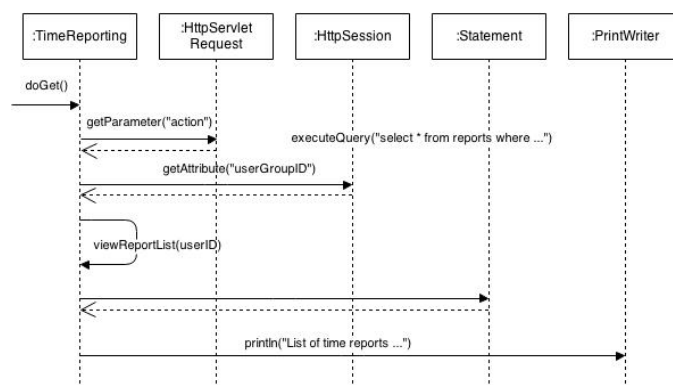 :TimeReporting
:HttpServlet
Request
:HttpSession
:Statement
:PrintWriter
doGet()
getParameter("action")
executeQuery("select * from reports where ...")
getAttribute("userGroupID")
viewReportList(userID)
println("List of time reports ...")